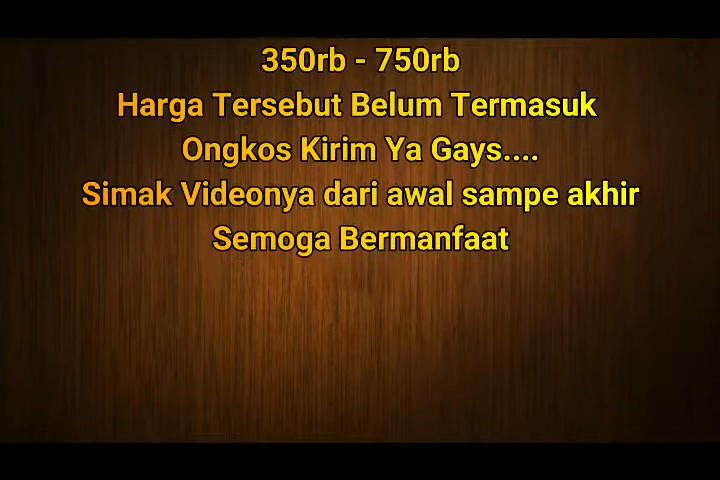 350rb - 750rb
Harga Tersebut Belum Termasuk
Ongkos Kirim Ya Gays....
Simak Videonya dari awal sampe akhir
Semoga Bermanfaat